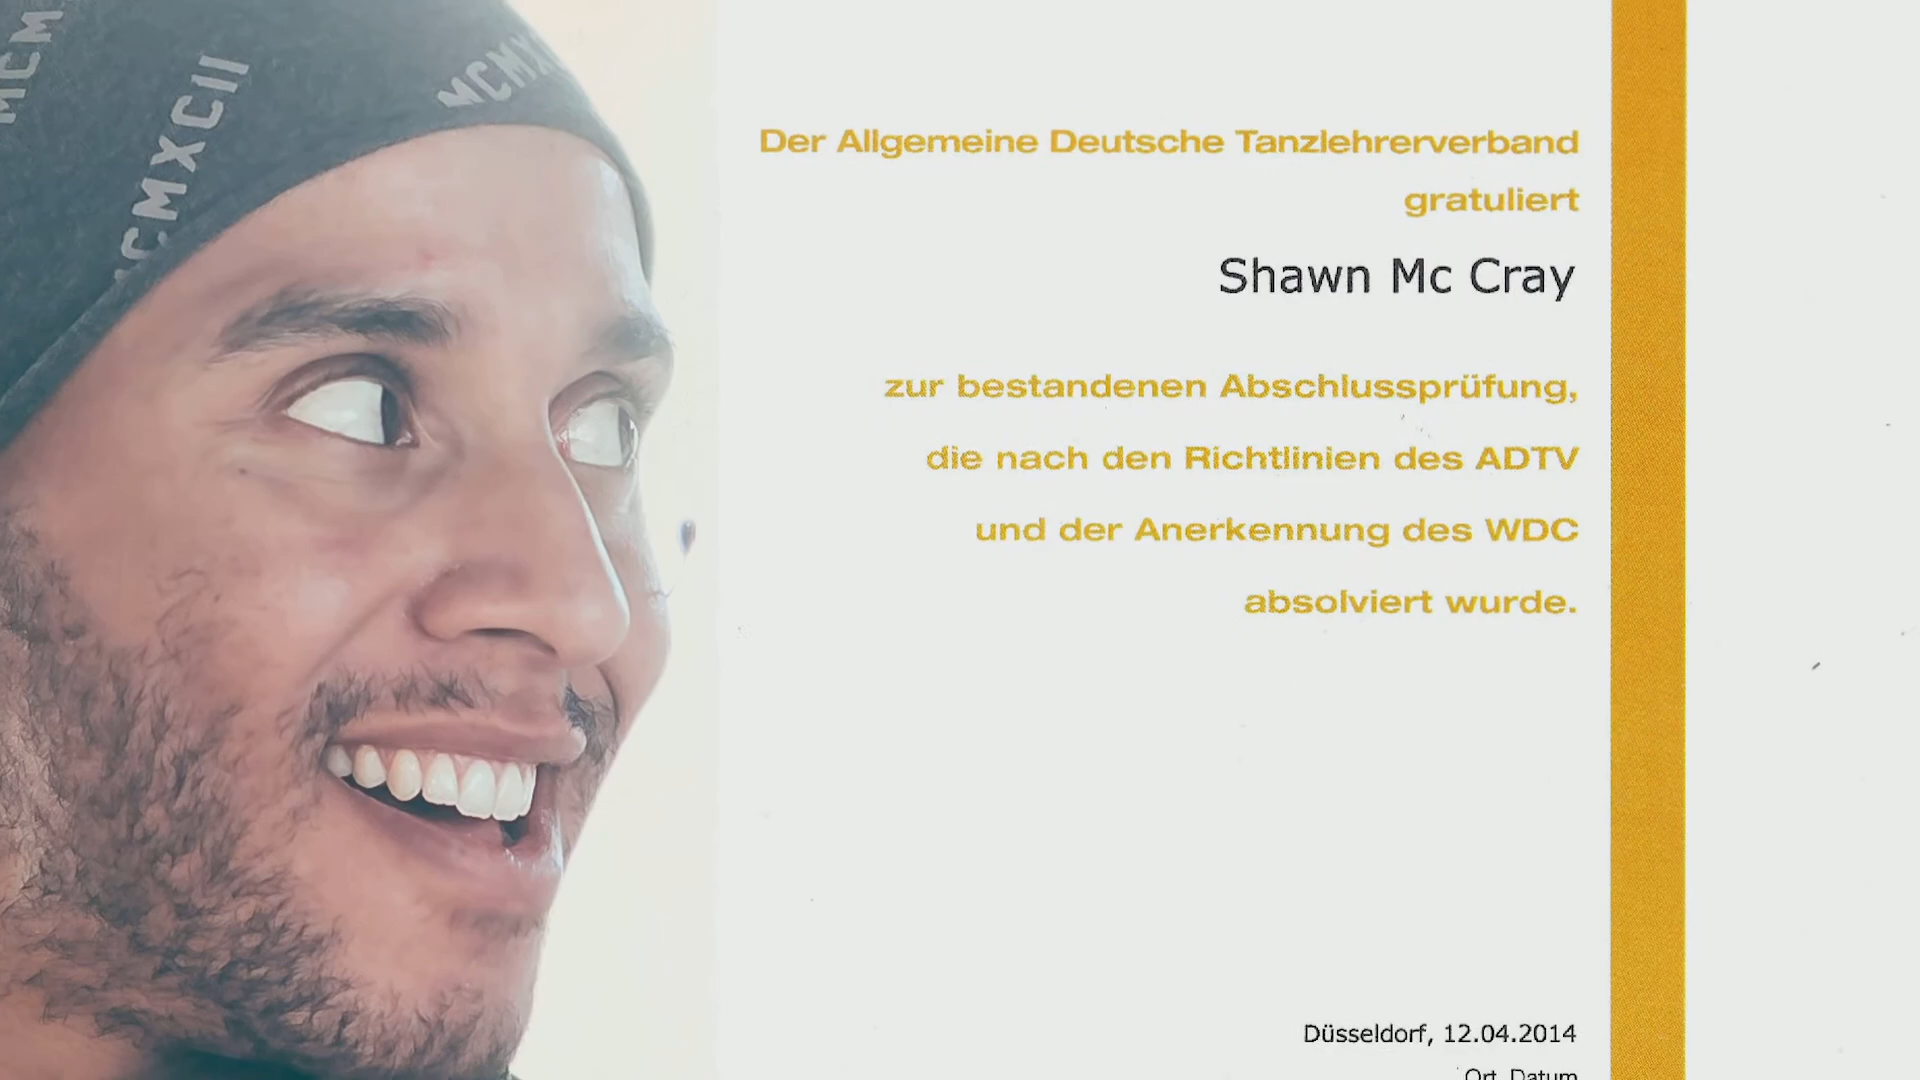 MCM
MCMXCII
MCMX
Der Allgemeine Deutsche Tanzlehrerverband
gratuliert
Shawn Mc Cray
zur bestandenen Abschlussprüfung,
die nach den Richtlinien des ADTV
und der Anerkennung des WDC
absolviert wurde.
Düsseldorf, 12.04.2014
Ort, Datum